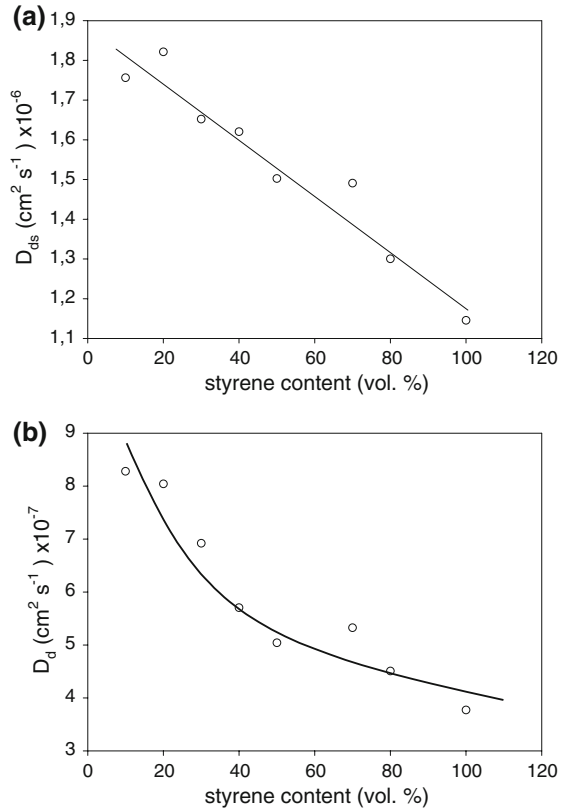 (a)
1,9
1,8
1,7
1,6
1,5
1,4
1,3
1,2
1,1
D_ds (cm² s⁻¹) x10⁻⁶
0 20 40 60 80 100 120
styrene content (vol. %)
(b)
9
8
7
6
5
4
3
D_d (cm² s⁻¹) x10⁻⁷
0 20 40 60 80 100 120
styrene content (vol. %)